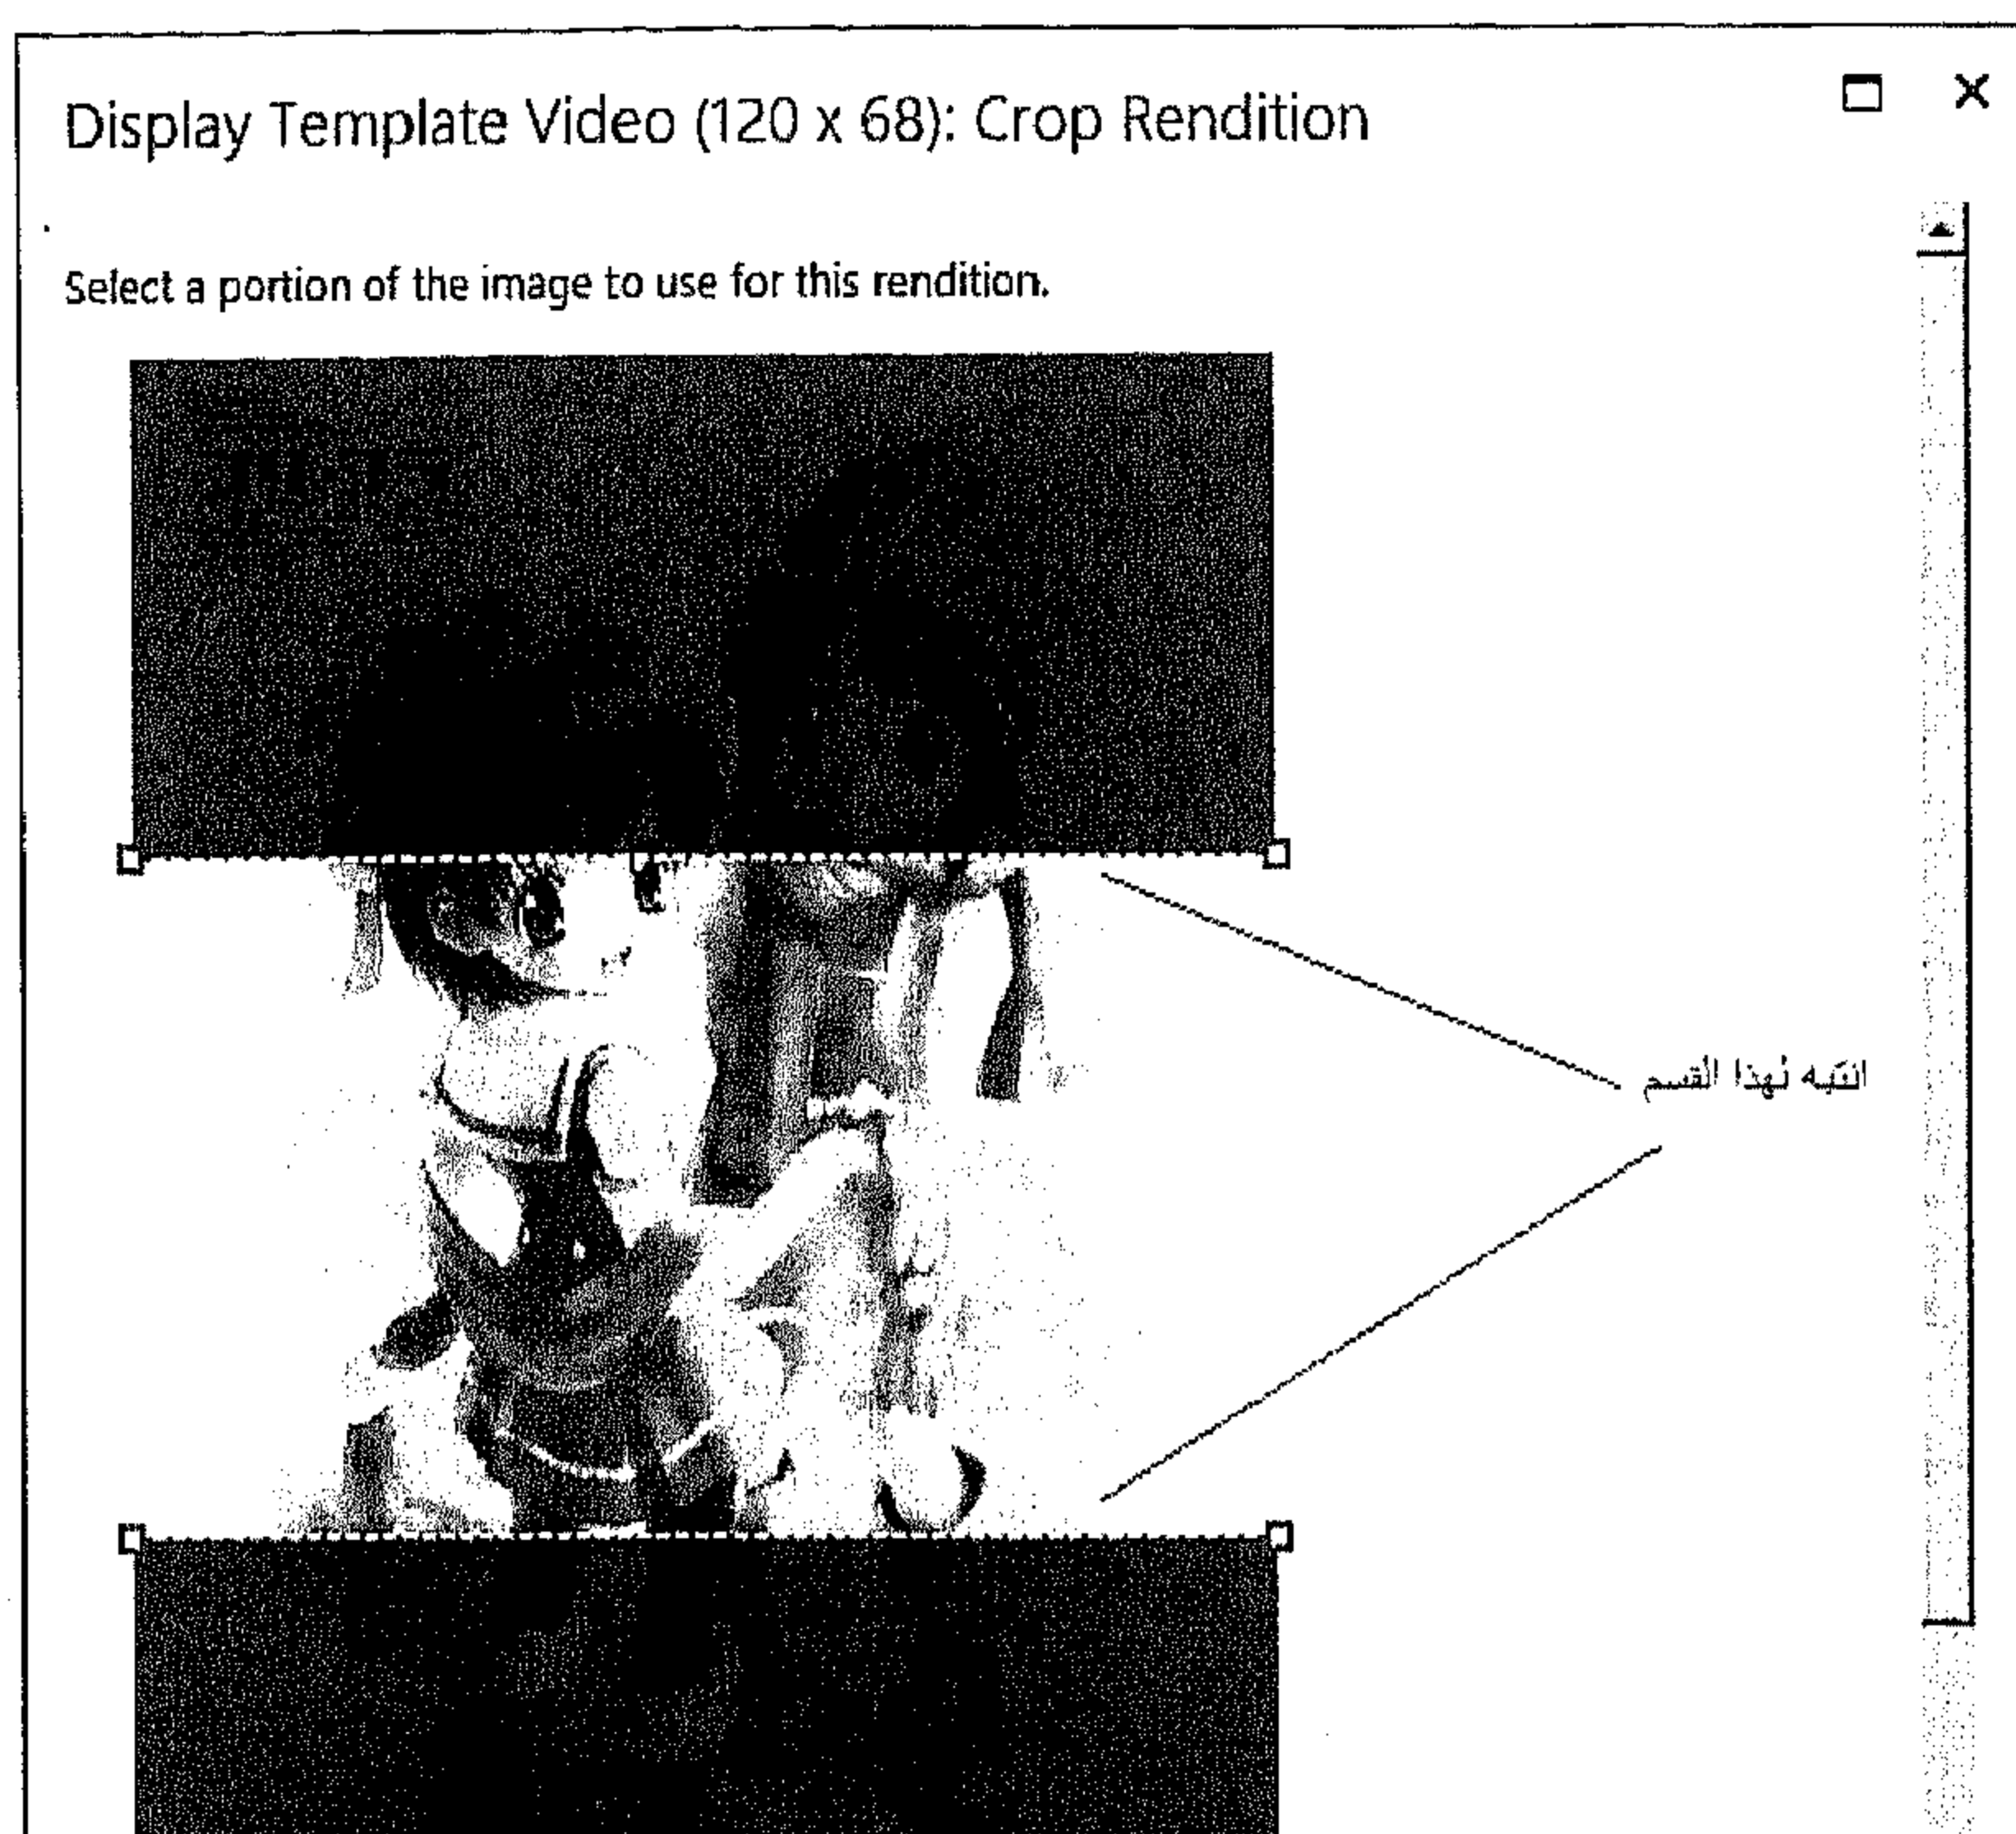 Display Template Video (120 x 68): Crop Rendition
Select a portion of the image to use for this rendition.
انتبه لهذا القسم